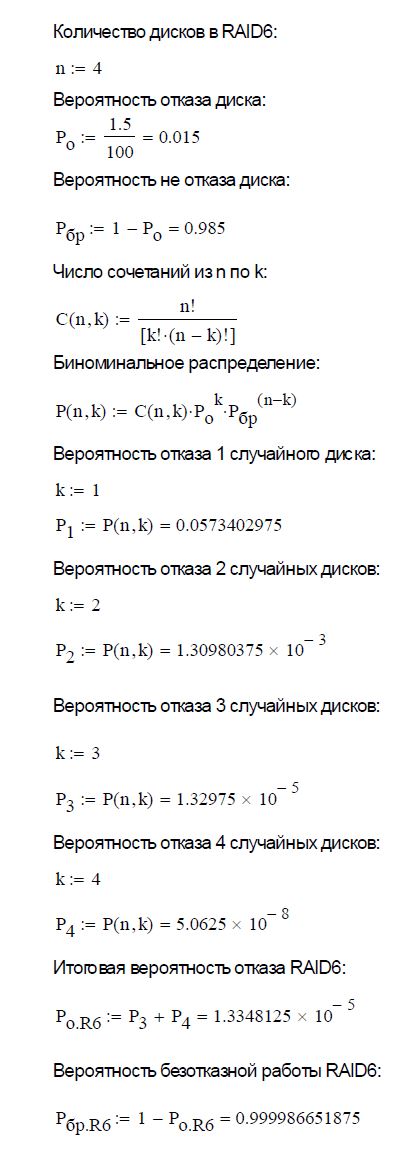 Количество дисков в RAID6:
n := 4
Вероятность отказа диска:
Pо := 1.5/100 = 0.015
Вероятность не отказа диска:
Pбр := 1 − Pо = 0.985
Число сочетаний из n по k:
C(n,k) := n!/[k!·(n − k)!]
Биноминальное распределение:
P(n,k) := C(n,k)·Pо^k·Pбр^(n−k)
Вероятность отказа 1 случайного диска:
k := 1
P1 := P(n,k) = 0.0573402975
Вероятность отказа 2 случайных дисков:
k := 2
P2 := P(n,k) = 1.30980375 × 10^−3
Вероятность отказа 3 случайных дисков:
k := 3
P3 := P(n,k) = 1.32975 × 10^−5
Вероятность отказа 4 случайных дисков:
k := 4
P4 := P(n,k) = 5.0625 × 10^−8
Итоговая вероятность отказа RAID6:
Pо.R6 := P3 + P4 = 1.3348125 × 10^−5
Вероятность безотказной работы RAID6:
Pбр.R6 := 1 − Pо.R6 = 0.999986651875